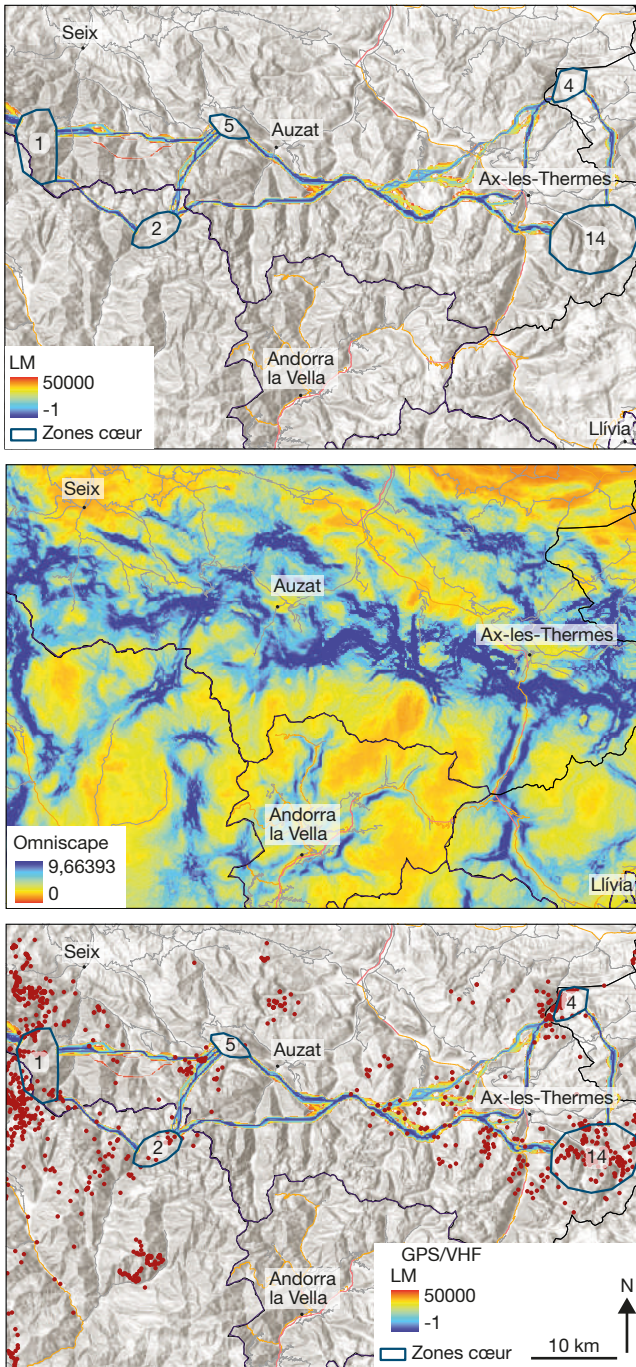 Seix
4
1
5
Auzat
Ax-les-Thermes
2
14
Andorra
la Vella
LM
50000
-1
Zones cœur
Llívia
Seix
Auzat
Ax-les-Thermes
Andorra
la Vella
Omniscape
9,66393
0
Llívia
Seix
4
1
5
Auzat
Ax-les-Thermes
2
14
Andorra
la Vella
GPS/VHF
LM
50000
-1
Zones cœur
N
10 km